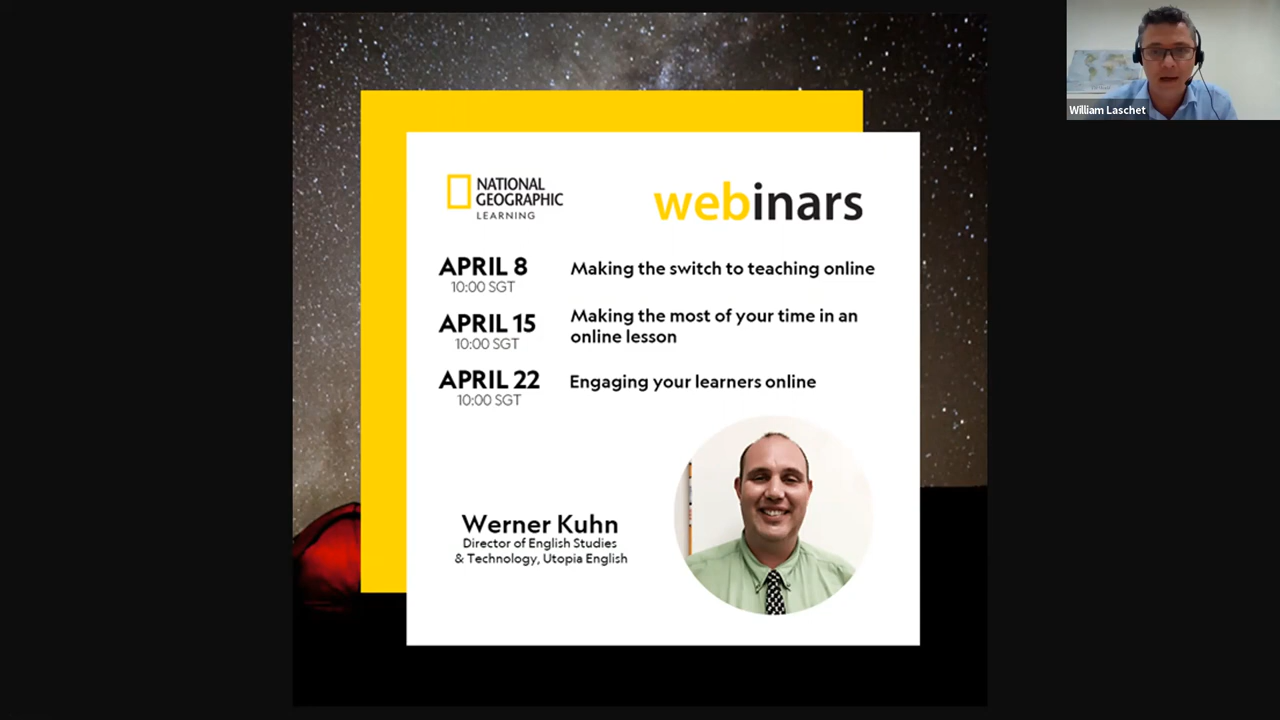 William Laschet
NATIONAL
GEOGRAPHIC
LEARNING
webinars
APRIL 8
10:00 SGT
Making the switch to teaching online
APRIL 15
10:00 SGT
Making the most of your time in an
online lesson
APRIL 22
10:00 SGT
Engaging your learners online
Werner Kuhn
Director of English Studies
& Technology, Utopia English